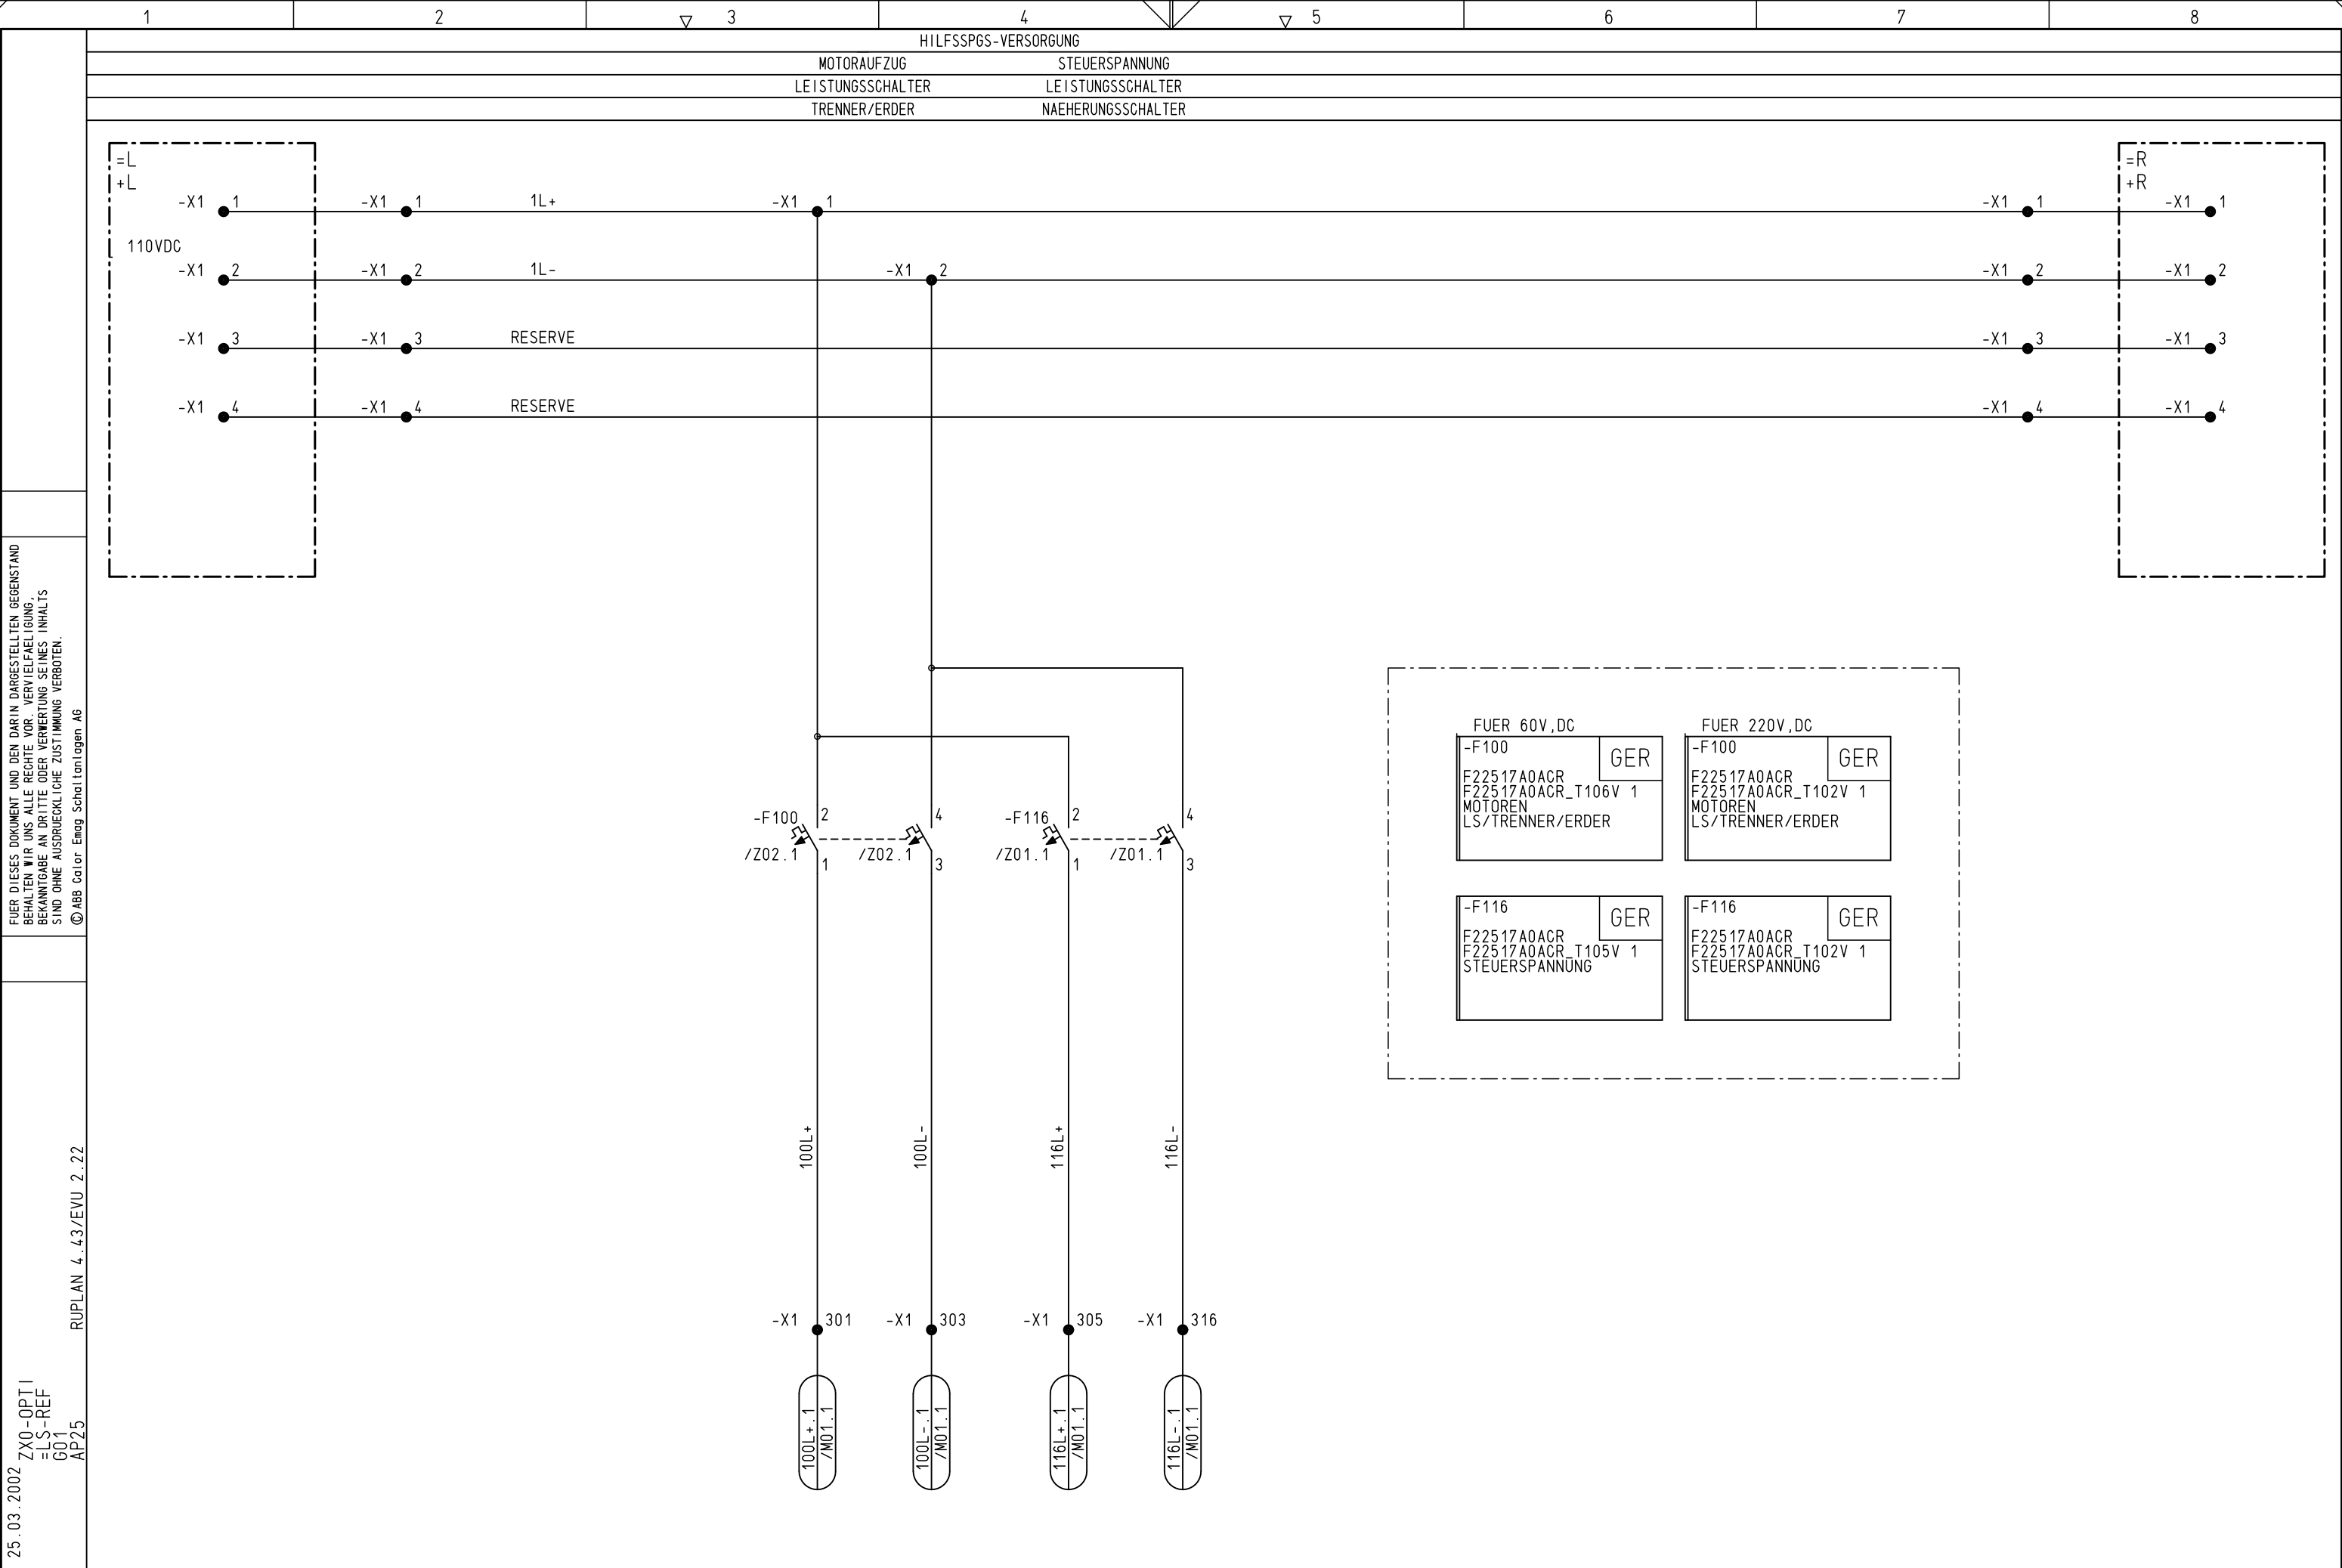 1 2 3 4 5 6 7 8
HILFSSPGS-VERSORGUNG
MOTORAUFZUG STEUERSPANNUNG
LEISTUNGSSCHALTER LEISTUNGSSCHALTER
TRENNER/ERDER NAEHERUNGSSCHALTER
=L
+L
=R
+R
-X1 1 -X1 1 1L+ -X1 1 -X1 1 -X1 1
110VDC
-X1 2 -X1 2 1L- -X1 2 -X1 2 -X1 2
-X1 3 -X1 3 RESERVE -X1 3 -X1 3
-X1 4 -X1 4 RESERVE -X1 4 -X1 4
FUER 60V,DC FUER 220V,DC
-F100 GER
F22517A0ACR
F22517A0ACR_T106V 1
MOTOREN
LS/TRENNER/ERDER
-F100 GER
F22517A0ACR
F22517A0ACR_T102V 1
MOTOREN
LS/TRENNER/ERDER
-F116 GER
F22517A0ACR
F22517A0ACR_T105V 1
STEUERSPANNUNG
-F116 GER
F22517A0ACR
F22517A0ACR_T102V 1
STEUERSPANNUNG
-F100 2 4 -F116 2 4
/Z02.1 1 /Z02.1 3 /Z01.1 1 /Z01.1 3
100L+ 100L- 116L+ 116L-
-X1 301 -X1 303 -X1 305 -X1 316
100L+.1
/M01.1
100L-.1
/M01.1
116L+.1
/M01.1
116L-.1
/M01.1
FUER DIESES DOKUMENT UND DEN DARIN DARGESTELLTEN GEGENSTAND
BEHALTEN WIR UNS ALLE RECHTE VOR. VERVIELFAELIGUNG,
BEKANNTGABE AN DRITTE ODER VERWERTUNG SEINES INHALTS
SIND OHNE AUSDRUECKLICHE ZUSTIMMUNG VERBOTEN.
© ABB Calor Emag Schaltanlagen AG
25.03.2002
ZX0-OPTI
=LS-REF
G01
AP25 RUPLAN 4.43/EVU 2.22